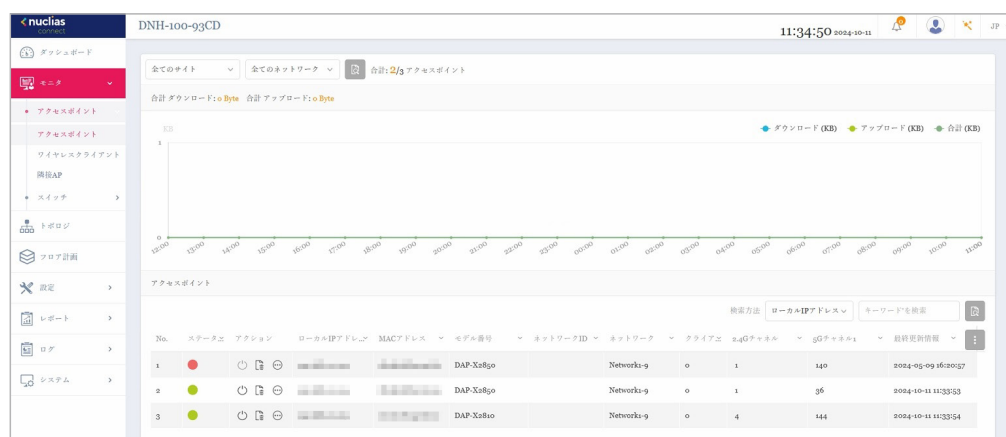 nuclias
connect
DNH-100-93CD
11:34:50 2024-10-11
JP
ダッシュボード
モニタ
アクセスポイント
アクセスポイント
ワイヤレスクライアント
隣接AP
スイッチ
トポロジ
フロア計画
設定
レポート
ログ
システム
全てのサイト
全てのネットワーク
合計: 2/3 アクセスポイント
合計 ダウンロード: 0 Byte 合計 アップロード: 0 Byte
KB
ダウンロード (KB) アップロード (KB) 合計 (KB)
1
0
12:00 13:00 14:00 15:00 16:00 17:00 18:00 19:00 20:00 21:00 22:00 23:00 00:00 01:00 02:00 03:00 04:00 05:00 06:00 07:00 08:00 09:00 10:00 11:00
アクセスポイント
検索方法 ローカルIPアドレス キーワードを検索
No. ステータ... アクション ローカルIPアドレ... MACアドレス モデル番号 ネットワークID ネットワーク クライア... 2.4Gチャネル 5Gチャネル1 最終更新情報
1 DAP-X2850 Network1-9 0 1 140 2024-05-09 16:20:57
2 DAP-X2850 Network1-9 0 1 36 2024-10-11 11:33:53
3 DAP-X2810 Network1-9 0 4 144 2024-10-11 11:33:54